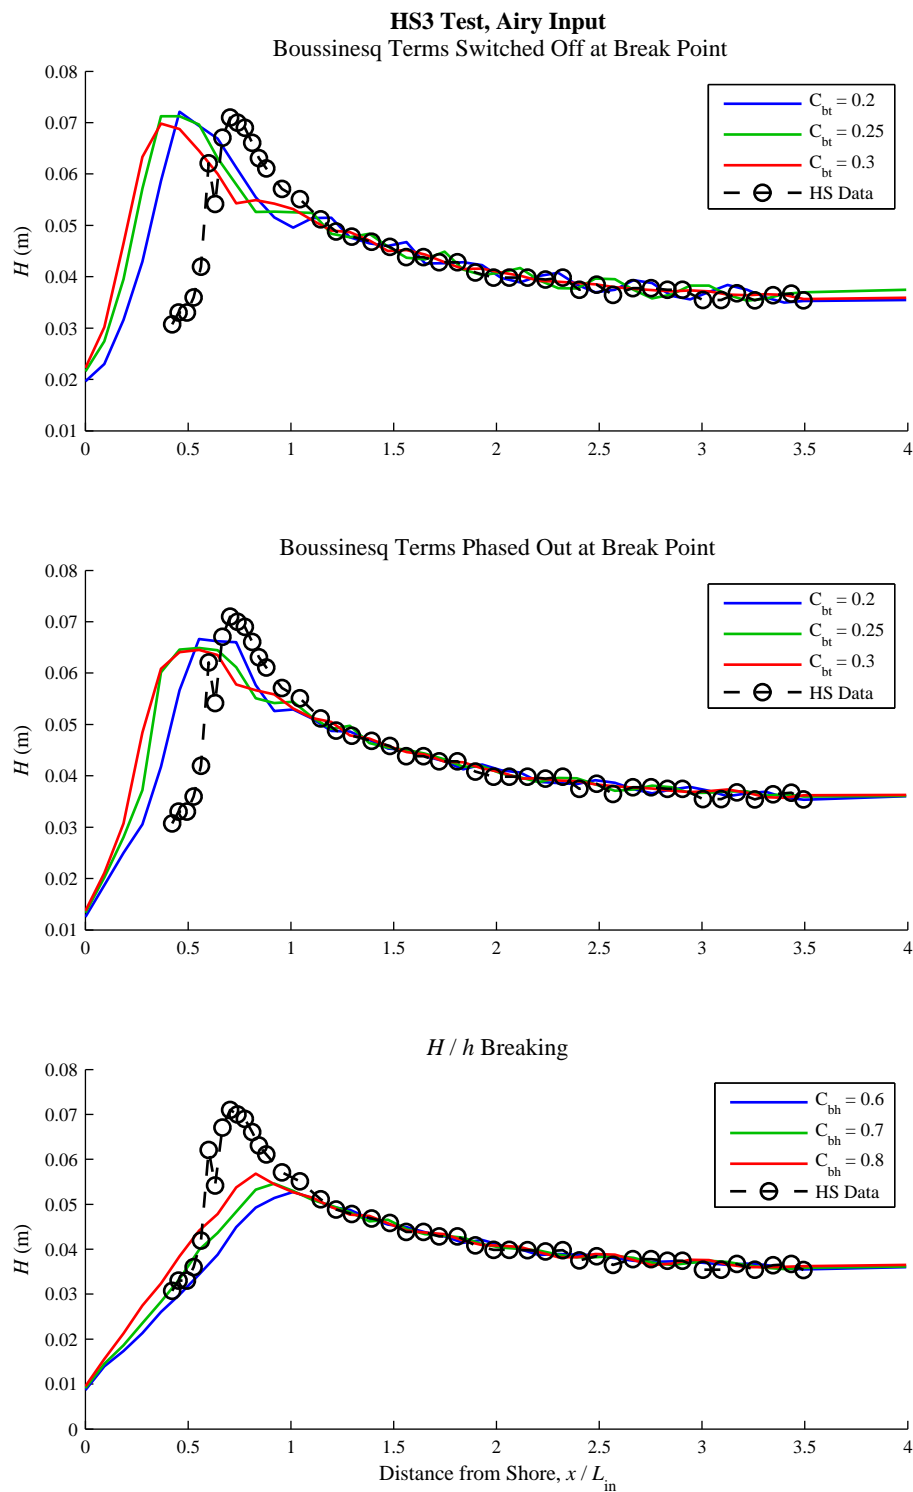 HS3 Test, Airy Input
Boussinesq Terms Switched Off at Break Point
0.08
0.07
0.06
0.05
0.04
0.03
0.02
0.01
H (m)
C_bt = 0.2
C_bt = 0.25
C_bt = 0.3
HS Data
0 0.5 1 1.5 2 2.5 3 3.5 4
Boussinesq Terms Phased Out at Break Point
0.08
0.07
0.06
0.05
0.04
0.03
0.02
0.01
H (m)
C_bt = 0.2
C_bt = 0.25
C_bt = 0.3
HS Data
0 0.5 1 1.5 2 2.5 3 3.5 4
H / h Breaking
0.08
0.07
0.06
0.05
0.04
0.03
0.02
0.01
0
H (m)
C_bh = 0.6
C_bh = 0.7
C_bh = 0.8
HS Data
0 0.5 1 1.5 2 2.5 3 3.5 4
Distance from Shore, x / L_in